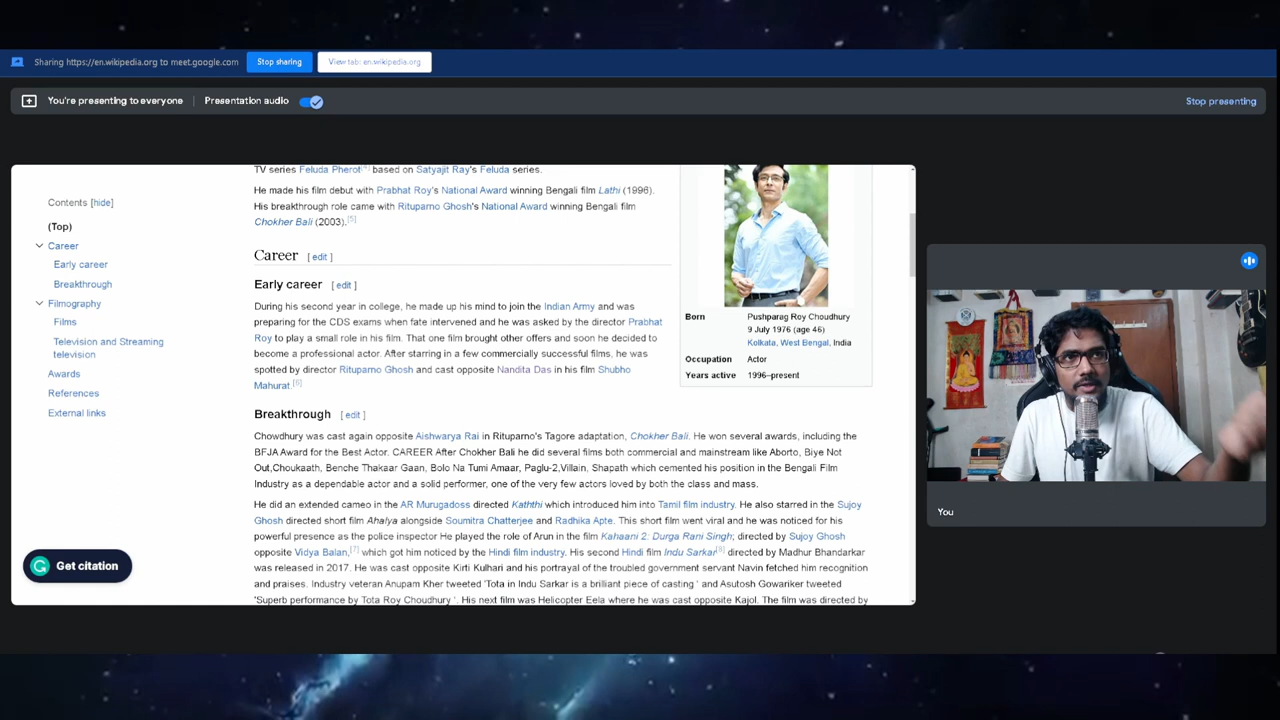 Sharing https://en.wikipedia.org to meet.google.com
Stop sharing
View tab: en.wikipedia.org
You're presenting to everyone
Presentation audio
Stop presenting
Contents [hide]
(Top)
Career
Early career
Breakthrough
Filmography
Films
Television and Streaming
television
Awards
References
External links
Get citation
TV series Feluda Pherot[4] based on Satyajit Ray's Feluda series.
He made his film debut with Prabhat Roy's National Award winning Bengali film Lathi (1996).
His breakthrough role came with Rituparno Ghosh's National Award winning Bengali film
Chokher Bali (2003).[5]
Career [ edit ]
Early career [ edit ]
During his second year in college, he made up his mind to join the Indian Army and was
preparing for the CDS exams when fate intervened and he was asked by the director Prabhat
Roy to play a small role in his film. That one film brought other offers and soon he decided to
become a professional actor. After starring in a few commercially successful films, he was
spotted by director Rituparno Ghosh and cast opposite Nandita Das in his film Shubho
Mahurat.[6]
Breakthrough [ edit ]
Chowdhury was cast again opposite Aishwarya Rai in Rituparno's Tagore adaptation, Chokher Bali. He won several awards, including the
BFJA Award for the Best Actor. CAREER After Chokher Bali he did several films both commercial and mainstream like Aborto, Biye Not
Out,Choukaath, Benche Thakaar Gaan, Bolo Na Tumi Amaar, Paglu-2,Villain, Shapath which cemented his position in the Bengali Film
Industry as a dependable actor and a solid performer, one of the very few actors loved by both the class and mass.
He did an extended cameo in the AR Murugadoss directed Kaththi which introduced him into Tamil film industry. He also starred in the Sujoy
Ghosh directed short film Ahalya alongside Soumitra Chatterjee and Radhika Apte. This short film went viral and he was noticed for his
powerful presence as the police inspector He played the role of Arun in the film Kahaani 2: Durga Rani Singh; directed by Sujoy Ghosh
opposite Vidya Balan,[7] which got him noticed by the Hindi film industry. His second Hindi film Indu Sarkar[8] directed by Madhur Bhandarkar
was released in 2017. He was cast opposite Kirti Kulhari and his portrayal of the troubled government servant Navin fetched him recognition
and praises. Industry veteran Anupam Kher tweeted 'Tota in Indu Sarkar is a brilliant piece of casting ' and Asutosh Gowariker tweeted
'Superb performance by Tota Roy Choudhury '. His next film was Helicopter Eela where he was cast opposite Kajol. The film was directed by
Born Pushparag Roy Choudhury
9 July 1976 (age 46)
Kolkata, West Bengal, India
Occupation Actor
Years active 1996–present
You